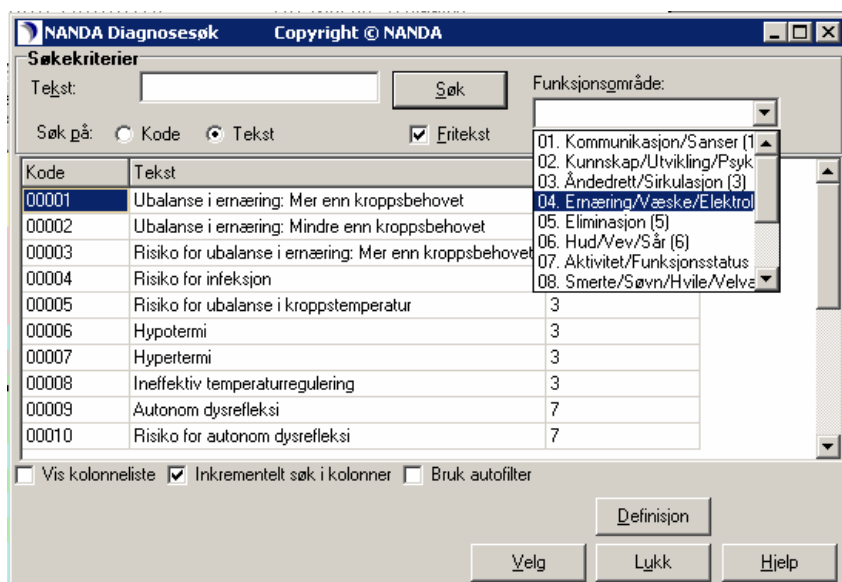 NANDA Diagnosesøk Copyright © NANDA
Søkekriterier
Tekst:
Søk
Funksjonsområde:
Søk på: Kode Tekst Fritekst
01. Kommunikasjon/Sanser (1
02. Kunnskap/Utvikling/Psyk
03. Åndedrett/Sirkulasjon (3)
04. Ernæring/Væske/Elektrol
05. Eliminasjon (5)
06. Hud/Vev/Sår (6)
07. Aktivitet/Funksjonsstatus
08. Smerte/Søvn/Hvile/Velvæ
Kode Tekst
00001 Ubalanse i ernæring: Mer enn kroppsbehovet
00002 Ubalanse i ernæring: Mindre enn kroppsbehovet
00003 Risiko for ubalanse i ernæring: Mer enn kroppsbehovet
00004 Risiko for infeksjon
00005 Risiko for ubalanse i kroppstemperatur 3
00006 Hypotermi 3
00007 Hypertermi 3
00008 Ineffektiv temperaturregulering 3
00009 Autonom dysrefleksi 7
00010 Risiko for autonom dysrefleksi 7
Vis kolonneliste Inkrementelt søk i kolonner Bruk autofilter
Definisjon
Velg Lukk Hjelp